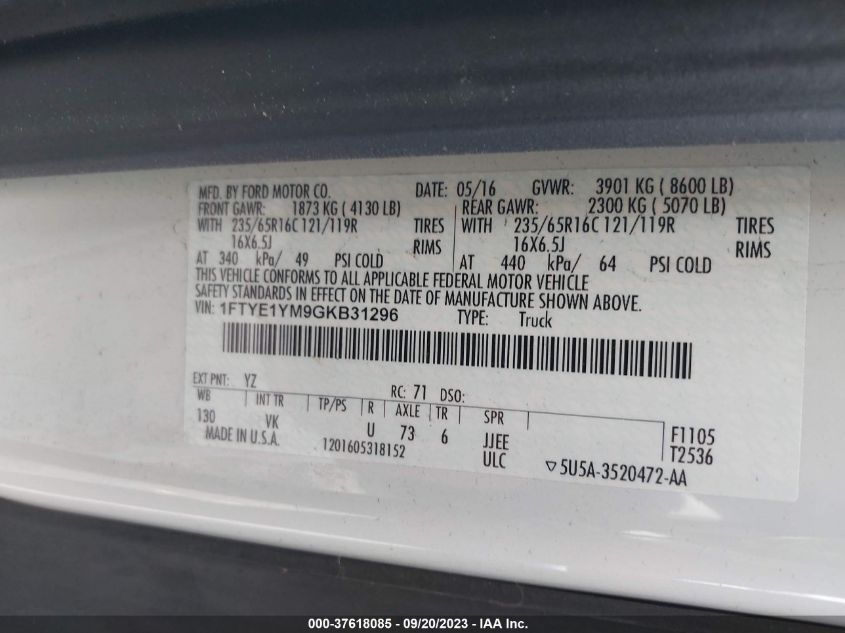 MFD. BY FORD MOTOR CO. DATE: 05/16 GVWR: 3901 KG ( 8600 LB)
FRONT GAWR: 1873 KG ( 4130 LB) REAR GAWR: 2300 KG ( 5070 LB)
WITH 235/65R16C 121/119R TIRES WITH 235/65R16C 121/119R TIRES
16X6.5J RIMS 16X6.5J RIMS
AT 340 kPa/ 49 PSI COLD AT 440 kPa/ 64 PSI COLD
THIS VEHICLE CONFORMS TO ALL APPLICABLE FEDERAL MOTOR VEHICLE
SAFETY STANDARDS IN EFFECT ON THE DATE OF MANUFACTURE SHOWN ABOVE.
VIN: 1FTYE1YM9GKB31296 TYPE: Truck
EXT PNT: YZ RC: 71 DSO:
WB INT TR TP/PS R AXLE TR SPR
130 VK U 73 6 JJEE F1105
MADE IN U.S.A. 1201605318152 ULC T2536
▽5U5A-3520472-AA
000-37618085 - 09/20/2023 - IAA Inc.